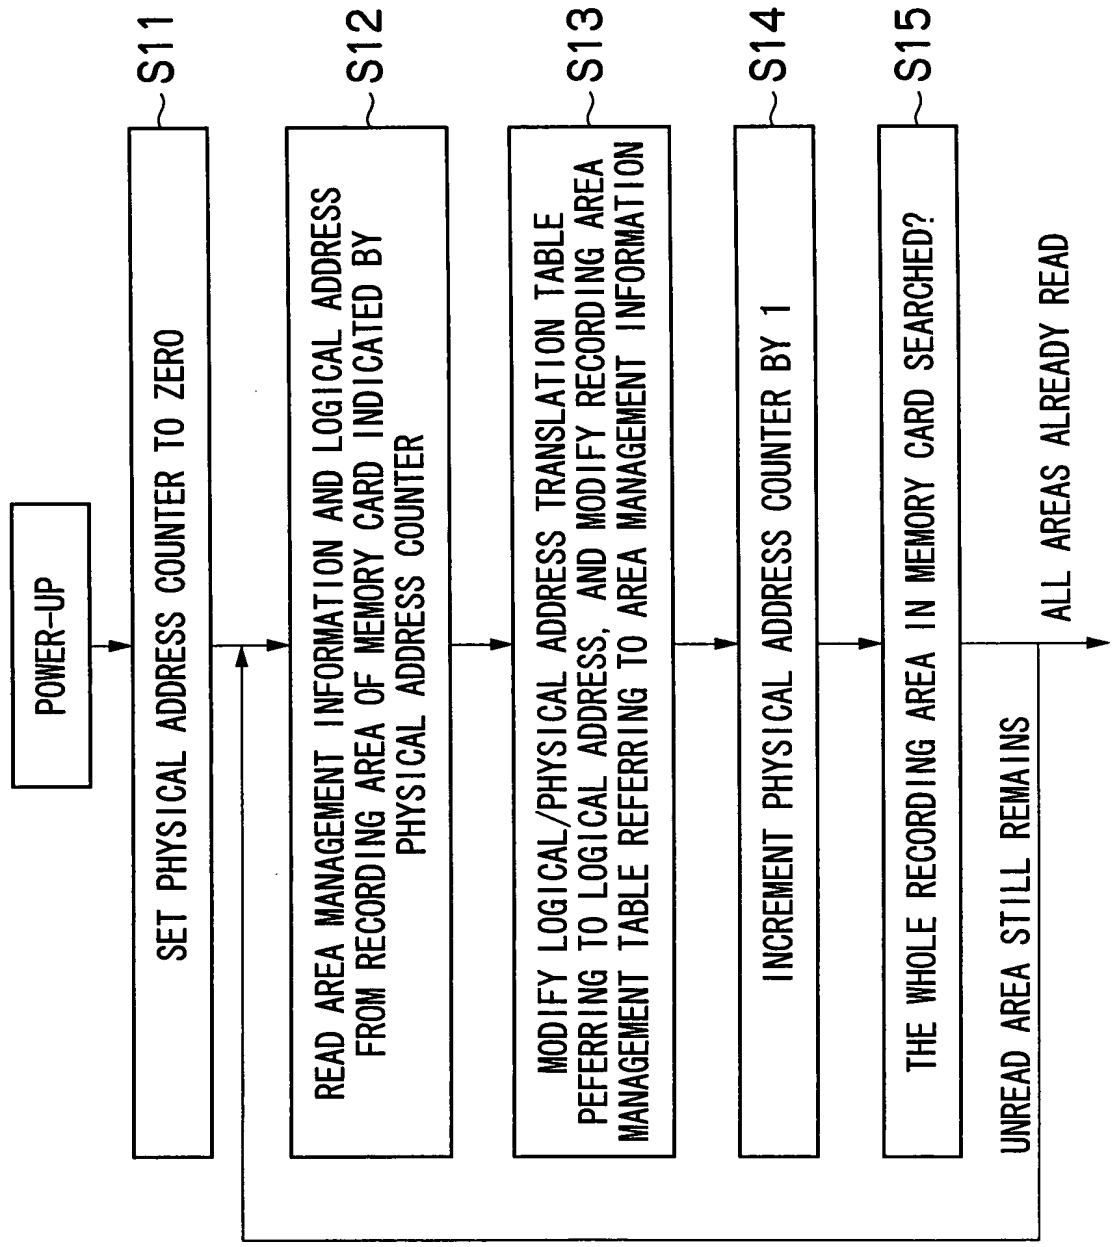 POWER-UP
SET PHYSICAL ADDRESS COUNTER TO ZERO
S11
READ AREA MANAGEMENT INFORMATION AND LOGICAL ADDRESS
FROM RECORDING AREA OF MEMORY CARD INDICATED BY
PHYSICAL ADDRESS COUNTER
S12
MODIFY LOGICAL/PHYSICAL ADDRESS TRANSLATION TABLE
PEFERRING TO LOGICAL ADDRESS, AND MODIFY RECORDING AREA
MANAGEMENT TABLE REFERRING TO AREA MANAGEMENT INFORMATION
S13
INCREMENT PHYSICAL ADDRESS COUNTER BY 1
S14
THE WHOLE RECORDING AREA IN MEMORY CARD SEARCHED?
S15
UNREAD AREA STILL REMAINS
ALL AREAS ALREADY READ